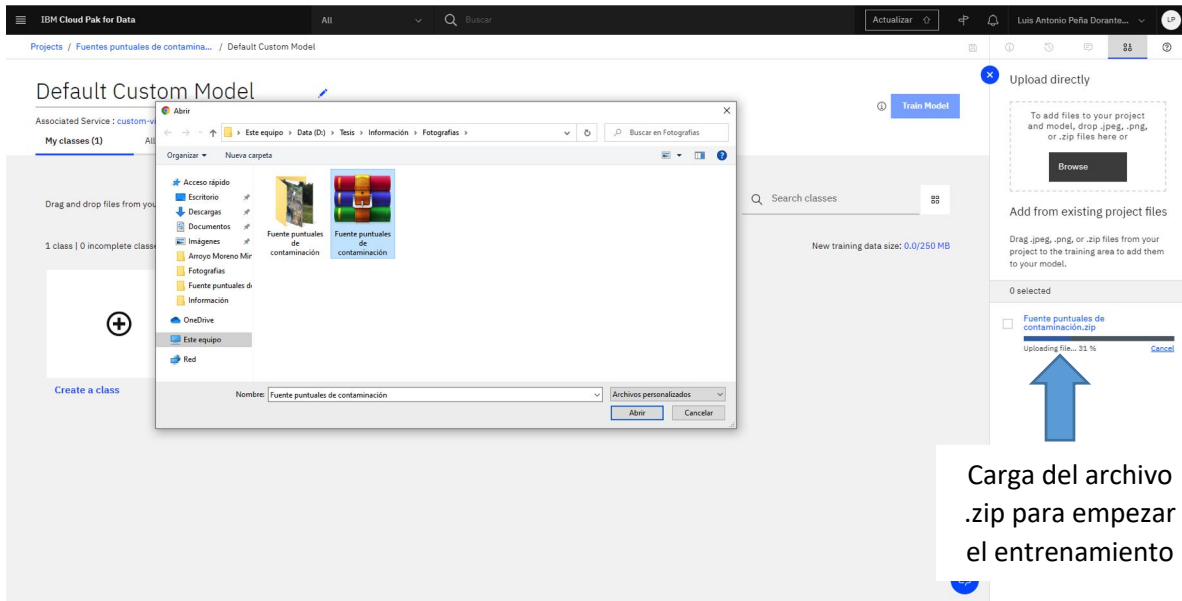 IBM Cloud Pak for Data
All
Buscar
Actualizar
Luis Antonio Peña Dorante...
LP
Projects / Fuentes puntuales de contamina... / Default Custom Model
Default Custom Model
Associated Service : custom-vi
My classes (1)
All
Train Model
Drag and drop files from you
Search classes
1 class | 0 incomplete classe
New training data size: 0.0/250 MB
Create a class
Abrir
Este equipo > Data (D:) > Tesis > Información > Fotografias >
Buscar en Fotografias
Organizar
Nueva carpeta
Acceso rápido
Escritorio
Descargas
Documentos
Imágenes
Arroyo Moreno Mir
Fotografias
Fuente puntuales de
Información
OneDrive
Este equipo
Red
Fuente puntuales
de
contaminación
Fuente puntuales
de
contaminación
Nombre: Fuente puntuales de contaminación
Archivos personalizados
Abrir
Cancelar
Upload directly
To add files to your project
and model, drop .jpeg, .png,
or .zip files here or
Browse
Add from existing project files
Drag .jpeg, .png, or .zip files from your
project to the training area to add them
to your model.
0 selected
Fuente puntuales de
contaminación.zip
Uploading file... 31 %
Cancel
Carga del archivo
.zip para empezar
el entrenamiento